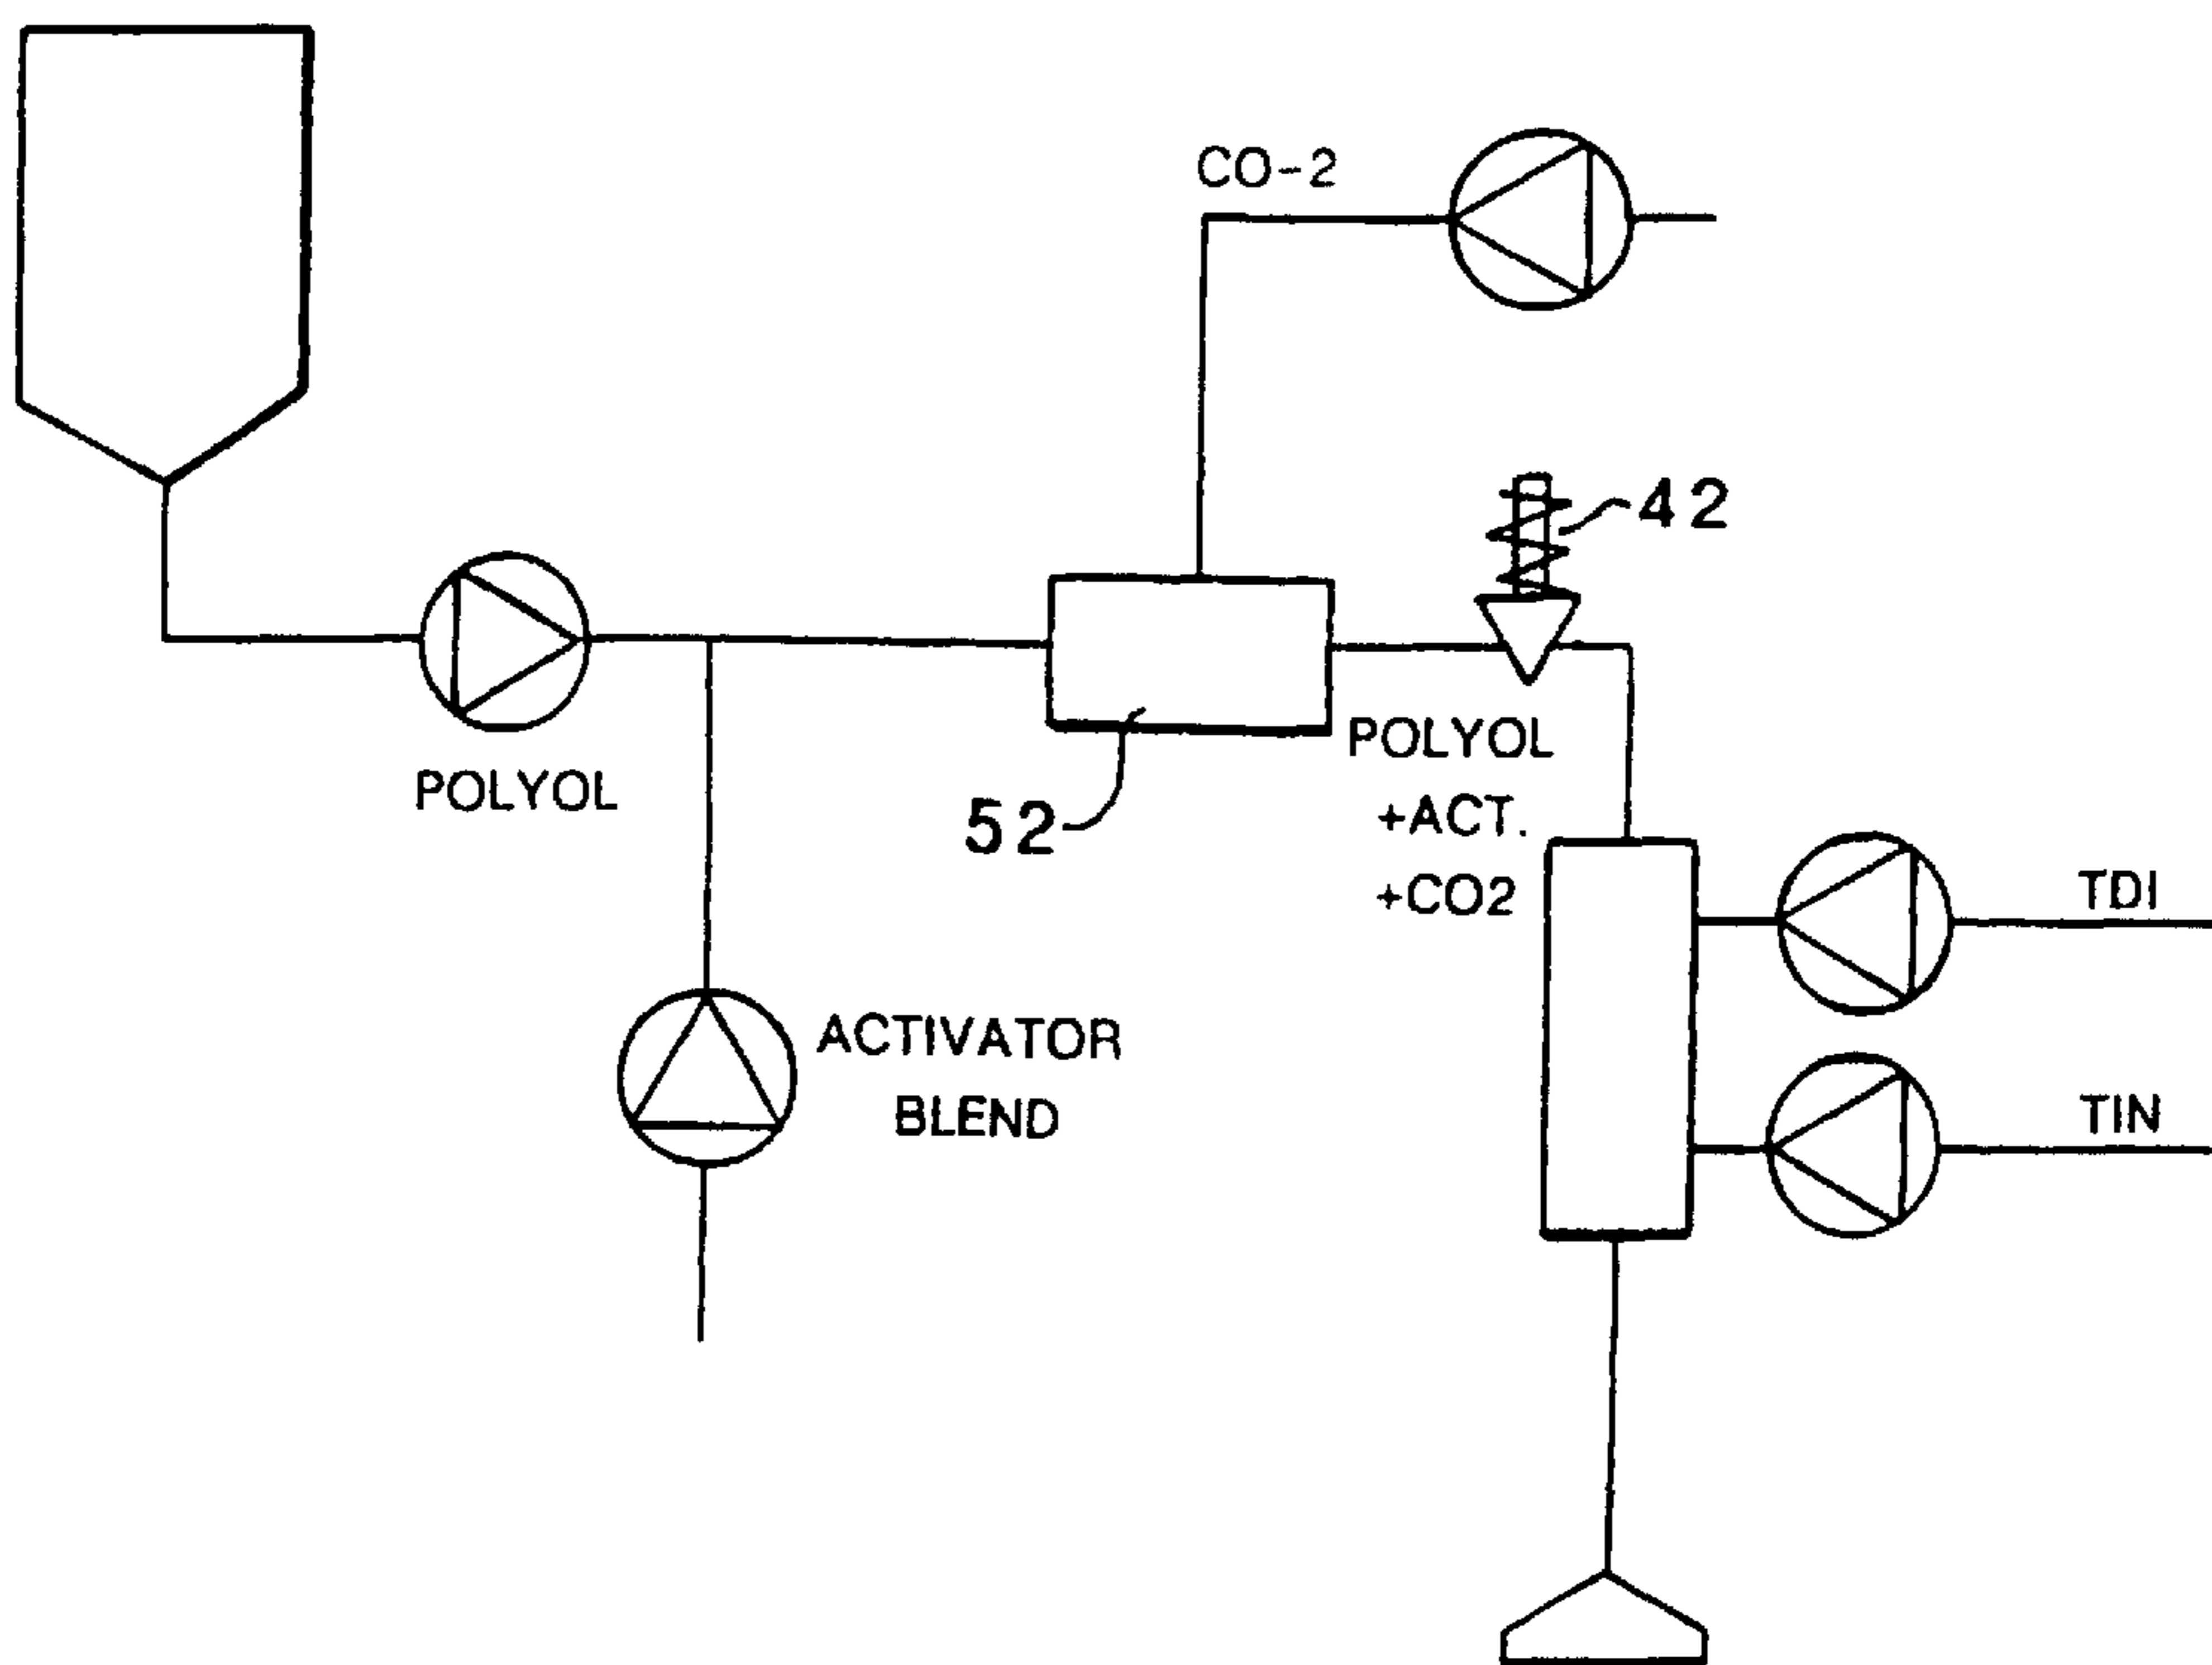 CO-2
42
POLYOL
52
POLYOL
+ACT.
+CO2
TDI
ACTIVATOR
BLEND
TIN